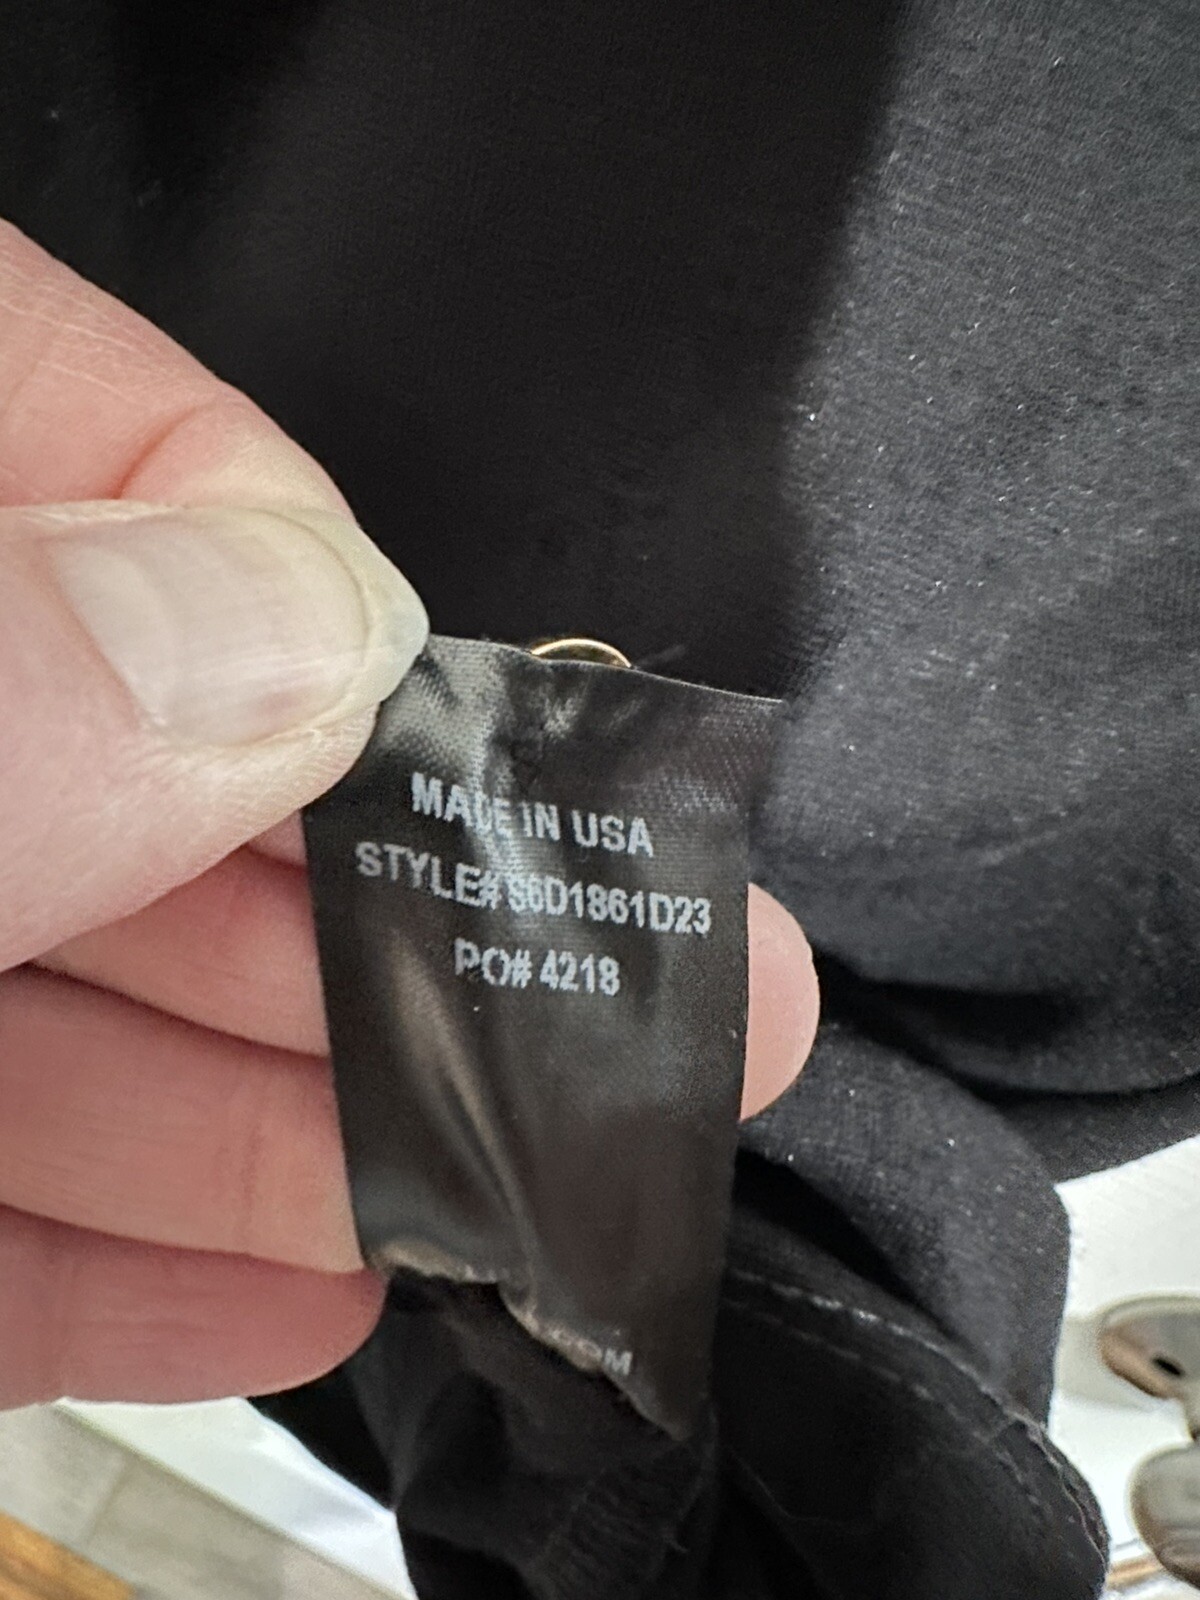 MADE IN USA
STYLE# S6D1861D23
PO# 4218